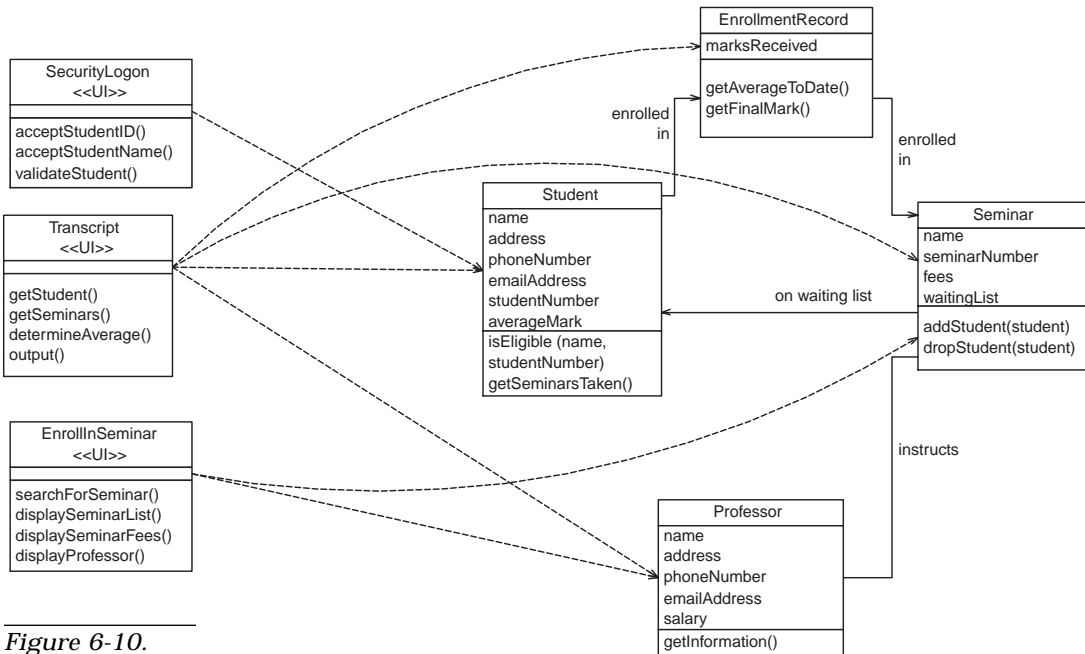 EnrollmentRecord
marksReceived
getAverageToDate()
getFinalMark()
SecurityLogon
<<UI>>
acceptStudentID()
acceptStudentName()
validateStudent()
enrolled
in
enrolled
in
Student
name
address
phoneNumber
emailAddress
studentNumber
averageMark
isEligible (name,
studentNumber)
getSeminarsTaken()
Transcript
<<UI>>
getStudent()
getSeminars()
determineAverage()
output()
Seminar
name
seminarNumber
fees
waitingList
addStudent(student)
dropStudent(student)
on waiting list
EnrollInSeminar
<<UI>>
searchForSeminar()
displaySeminarList()
displaySeminarFees()
displayProfessor()
instructs
Professor
name
address
phoneNumber
emailAddress
salary
getInformation()
Figure 6-10.